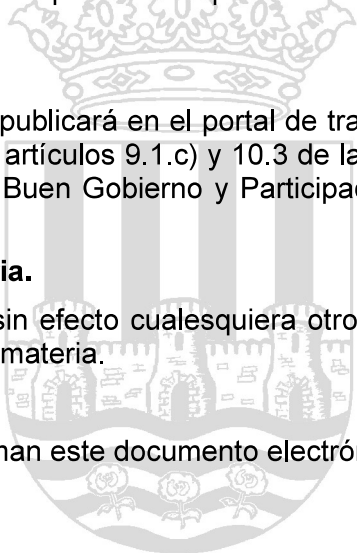 publicará en el portal de tra
artículos 9.1.c) y 10.3 de la
Buen Gobierno y Participac
ia.
sin efecto cualesquiera otro
materia.
man este documento electrón